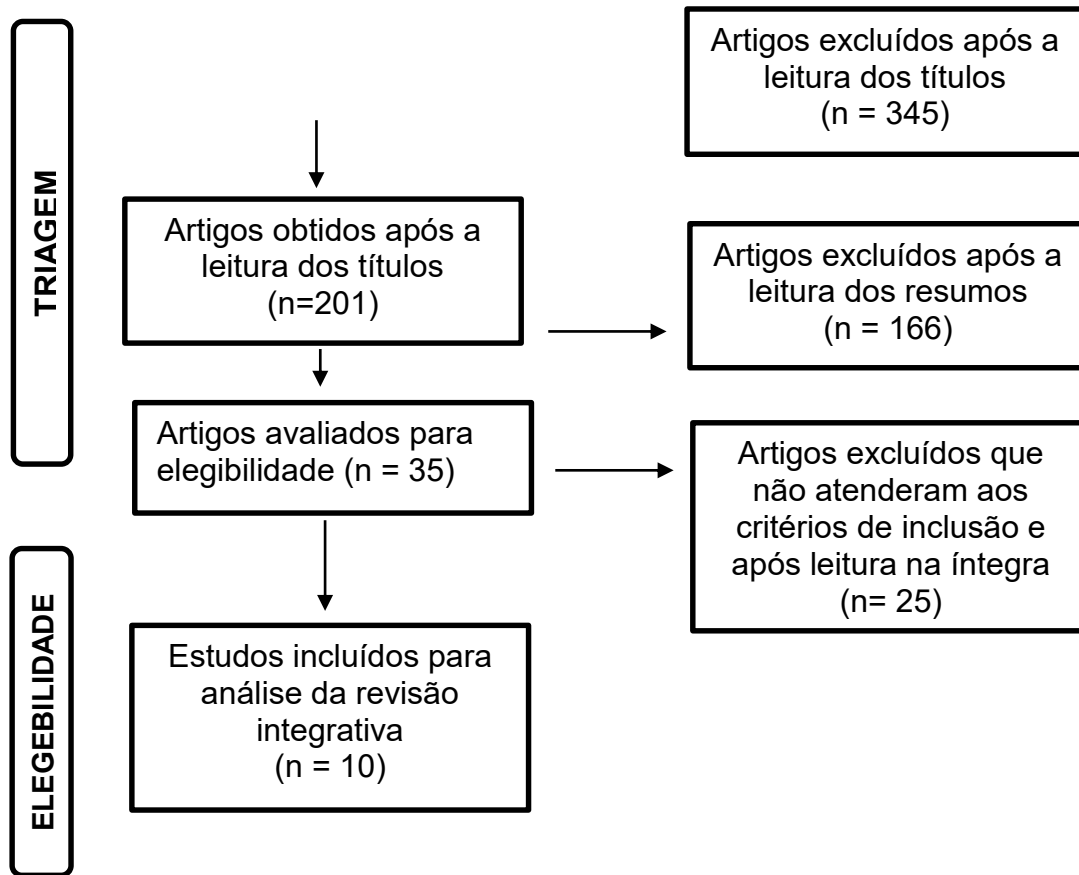 TRIAGEM
Artigos excluídos após a
leitura dos títulos
(n = 345)
Artigos obtidos após a
leitura dos títulos
(n=201)
Artigos excluídos após a
leitura dos resumos
(n = 166)
Artigos avaliados para
elegibilidade (n = 35)
Artigos excluídos que
não atenderam aos
critérios de inclusão e
após leitura na íntegra
(n= 25)
ELEGEBILIDADE
Estudos incluídos para
análise da revisão
integrativa
(n = 10)